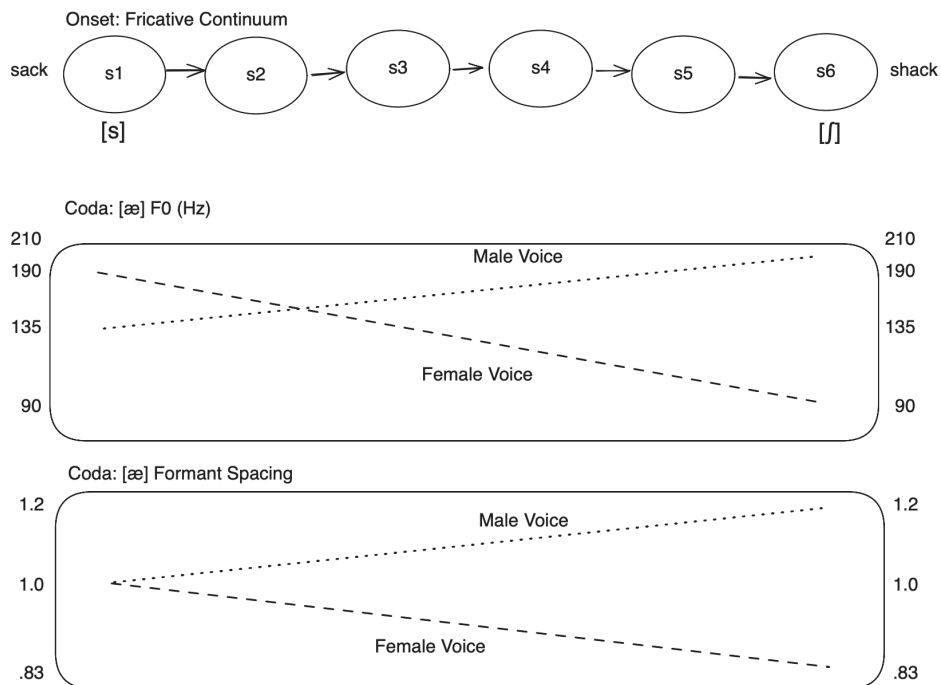 Onset: Fricative Continuum
sack s1 s2 s3 s4 s5 s6 shack
[s] [ʃ]
Coda: [æ] F0 (Hz)
210 210
Male Voice
190 190
135 135
Female Voice
90 90
Coda: [æ] Formant Spacing
1.2 1.2
Male Voice
1.0 1.0
Female Voice
.83 .83